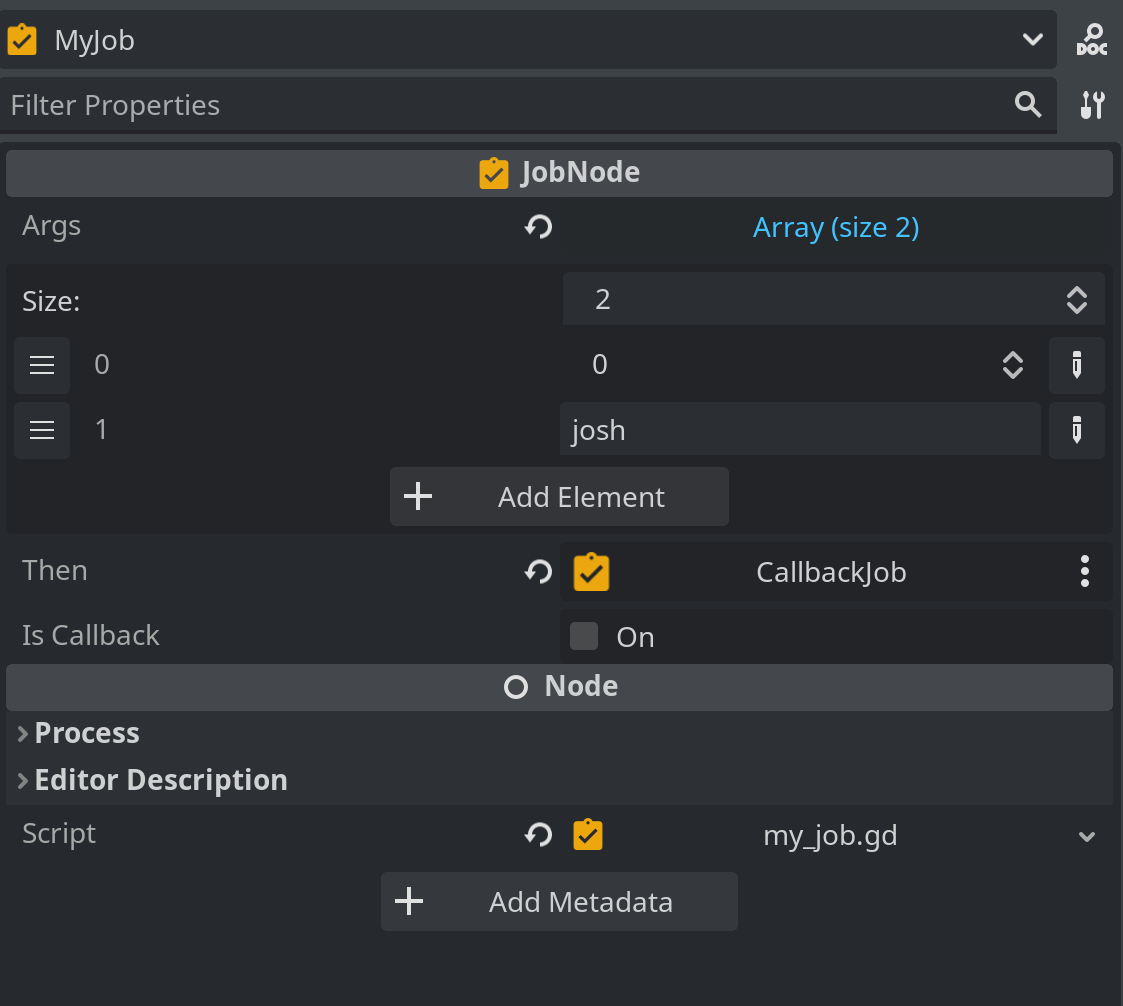 MyJob
DOC
Filter Properties
JobNode
Args Array (size 2)
Size: 2
0 0
1 josh
Add Element
Then CallbackJob
Is Callback On
Node
Process
Editor Description
Script my_job.gd
Add Metadata